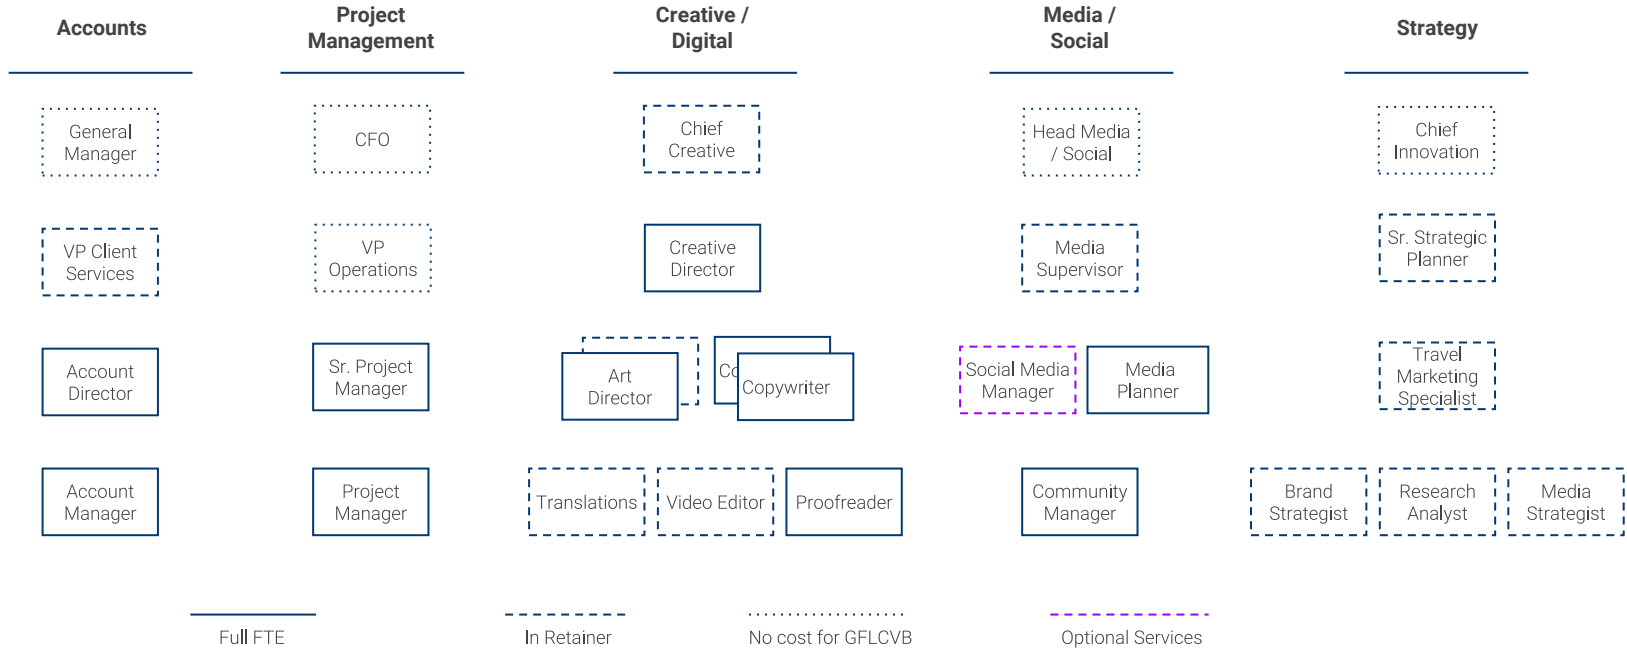 Accounts
Project
Management
Creative /
Digital
Media /
Social
Strategy
General
Manager
CFO
Chief
Creative
Head Media
/ Social
Chief
Innovation
VP Client
Services
VP
Operations
Creative
Director
Media
Supervisor
Sr. Strategic
Planner
Account
Director
Sr. Project
Manager
Art
Director
Co
Copywriter
Social Media
Manager
Media
Planner
Travel
Marketing
Specialist
Account
Manager
Project
Manager
Translations
Video Editor
Proofreader
Community
Manager
Brand
Strategist
Research
Analyst
Media
Strategist
Full FTE
In Retainer
No cost for GFLCVB
Optional Services